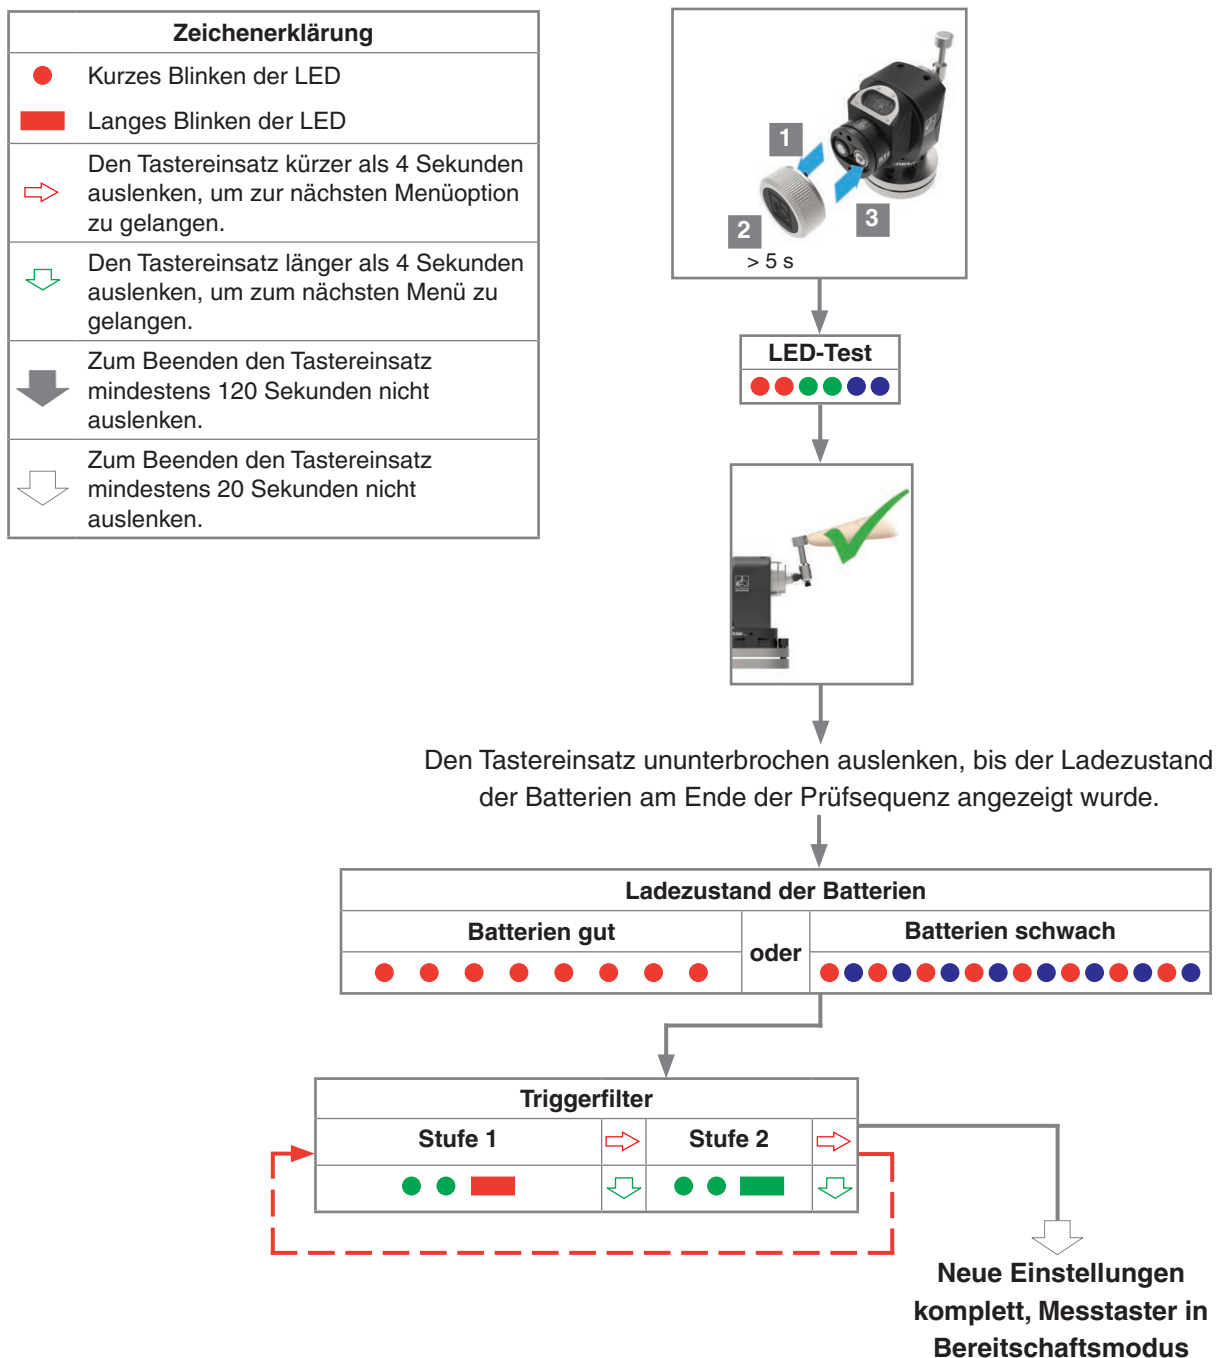 Zeichenerklärung
Kurzes Blinken der LED
Langes Blinken der LED
Den Tastereinsatz kürzer als 4 Sekunden
auslenken, um zur nächsten Menüoption
zu gelangen.
Den Tastereinsatz länger als 4 Sekunden
auslenken, um zum nächsten Menü zu
gelangen.
Zum Beenden den Tastereinsatz
mindestens 120 Sekunden nicht
auslenken.
Zum Beenden den Tastereinsatz
mindestens 20 Sekunden nicht
auslenken.
1
2
3
> 5 s
LED-Test
Den Tastereinsatz ununterbrochen auslenken, bis der Ladezustand
der Batterien am Ende der Prüfsequenz angezeigt wurde.
Ladezustand der Batterien
Batterien gut
oder
Batterien schwach
Triggerfilter
Stufe 1
Stufe 2
Neue Einstellungen
komplett, Messtaster in
Bereitschaftsmodus